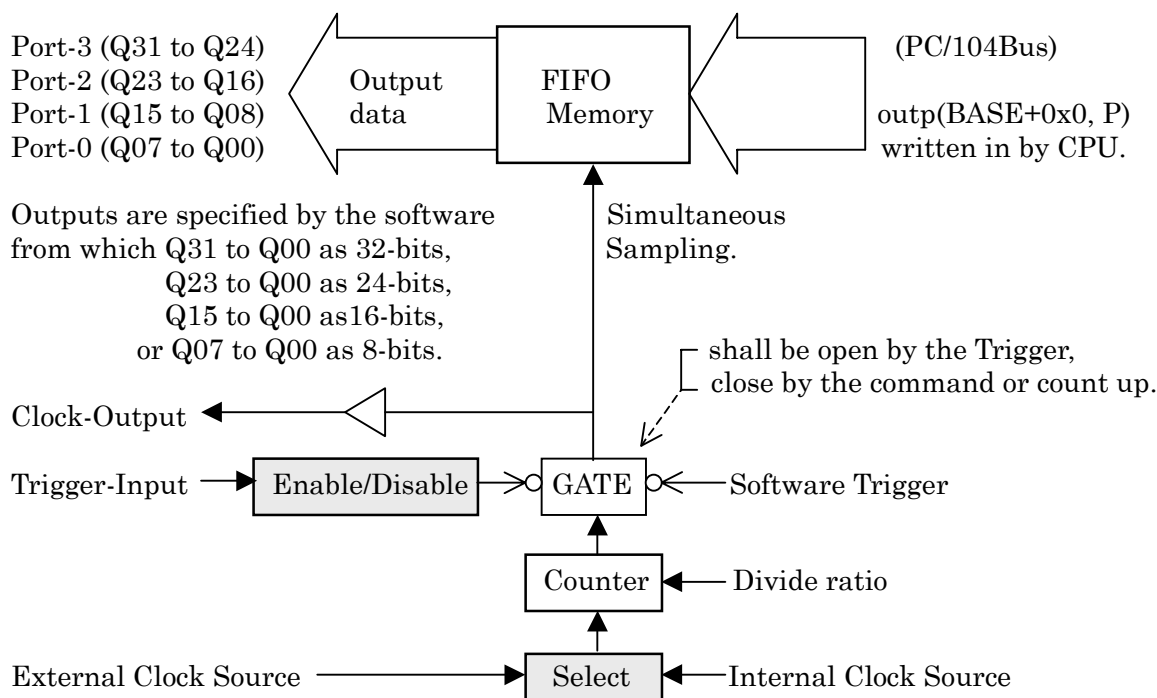 Port-3 (Q31 to Q24)
Port-2 (Q23 to Q16)
Port-1 (Q15 to Q08)
Port-0 (Q07 to Q00)
Output
data
FIFO
Memory
(PC/104Bus)
outp(BASE+0x0, P)
written in by CPU.
Outputs are specified by the software
from which Q31 to Q00 as 32-bits,
Q23 to Q00 as 24-bits,
Q15 to Q00 as16-bits,
or Q07 to Q00 as 8-bits.
Simultaneous
Sampling.
shall be open by the Trigger,
close by the command or count up.
Clock-Output
Trigger-Input
Enable/Disable
GATE
Software Trigger
Counter
Divide ratio
External Clock Source
Select
Internal Clock Source